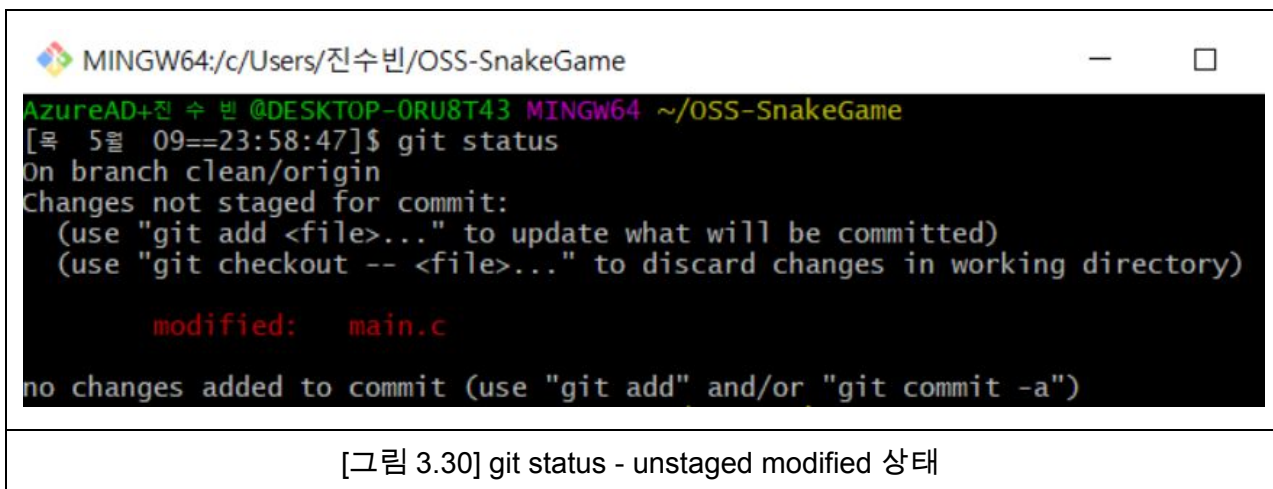 MINGW64:/c/Users/진수빈/OSS-SnakeGame
AzureAD+진 수 빈 @DESKTOP-ORU8T43 MINGW64 ~/OSS-SnakeGame
[목  5월  09==23:58:47]$ git status
On branch clean/origin
Changes not staged for commit:
  (use "git add <file>..." to update what will be committed)
  (use "git checkout -- <file>..." to discard changes in working directory)
        modified:   main.c
no changes added to commit (use "git add" and/or "git commit -a")
[그림 3.30] git status - unstaged modified 상태